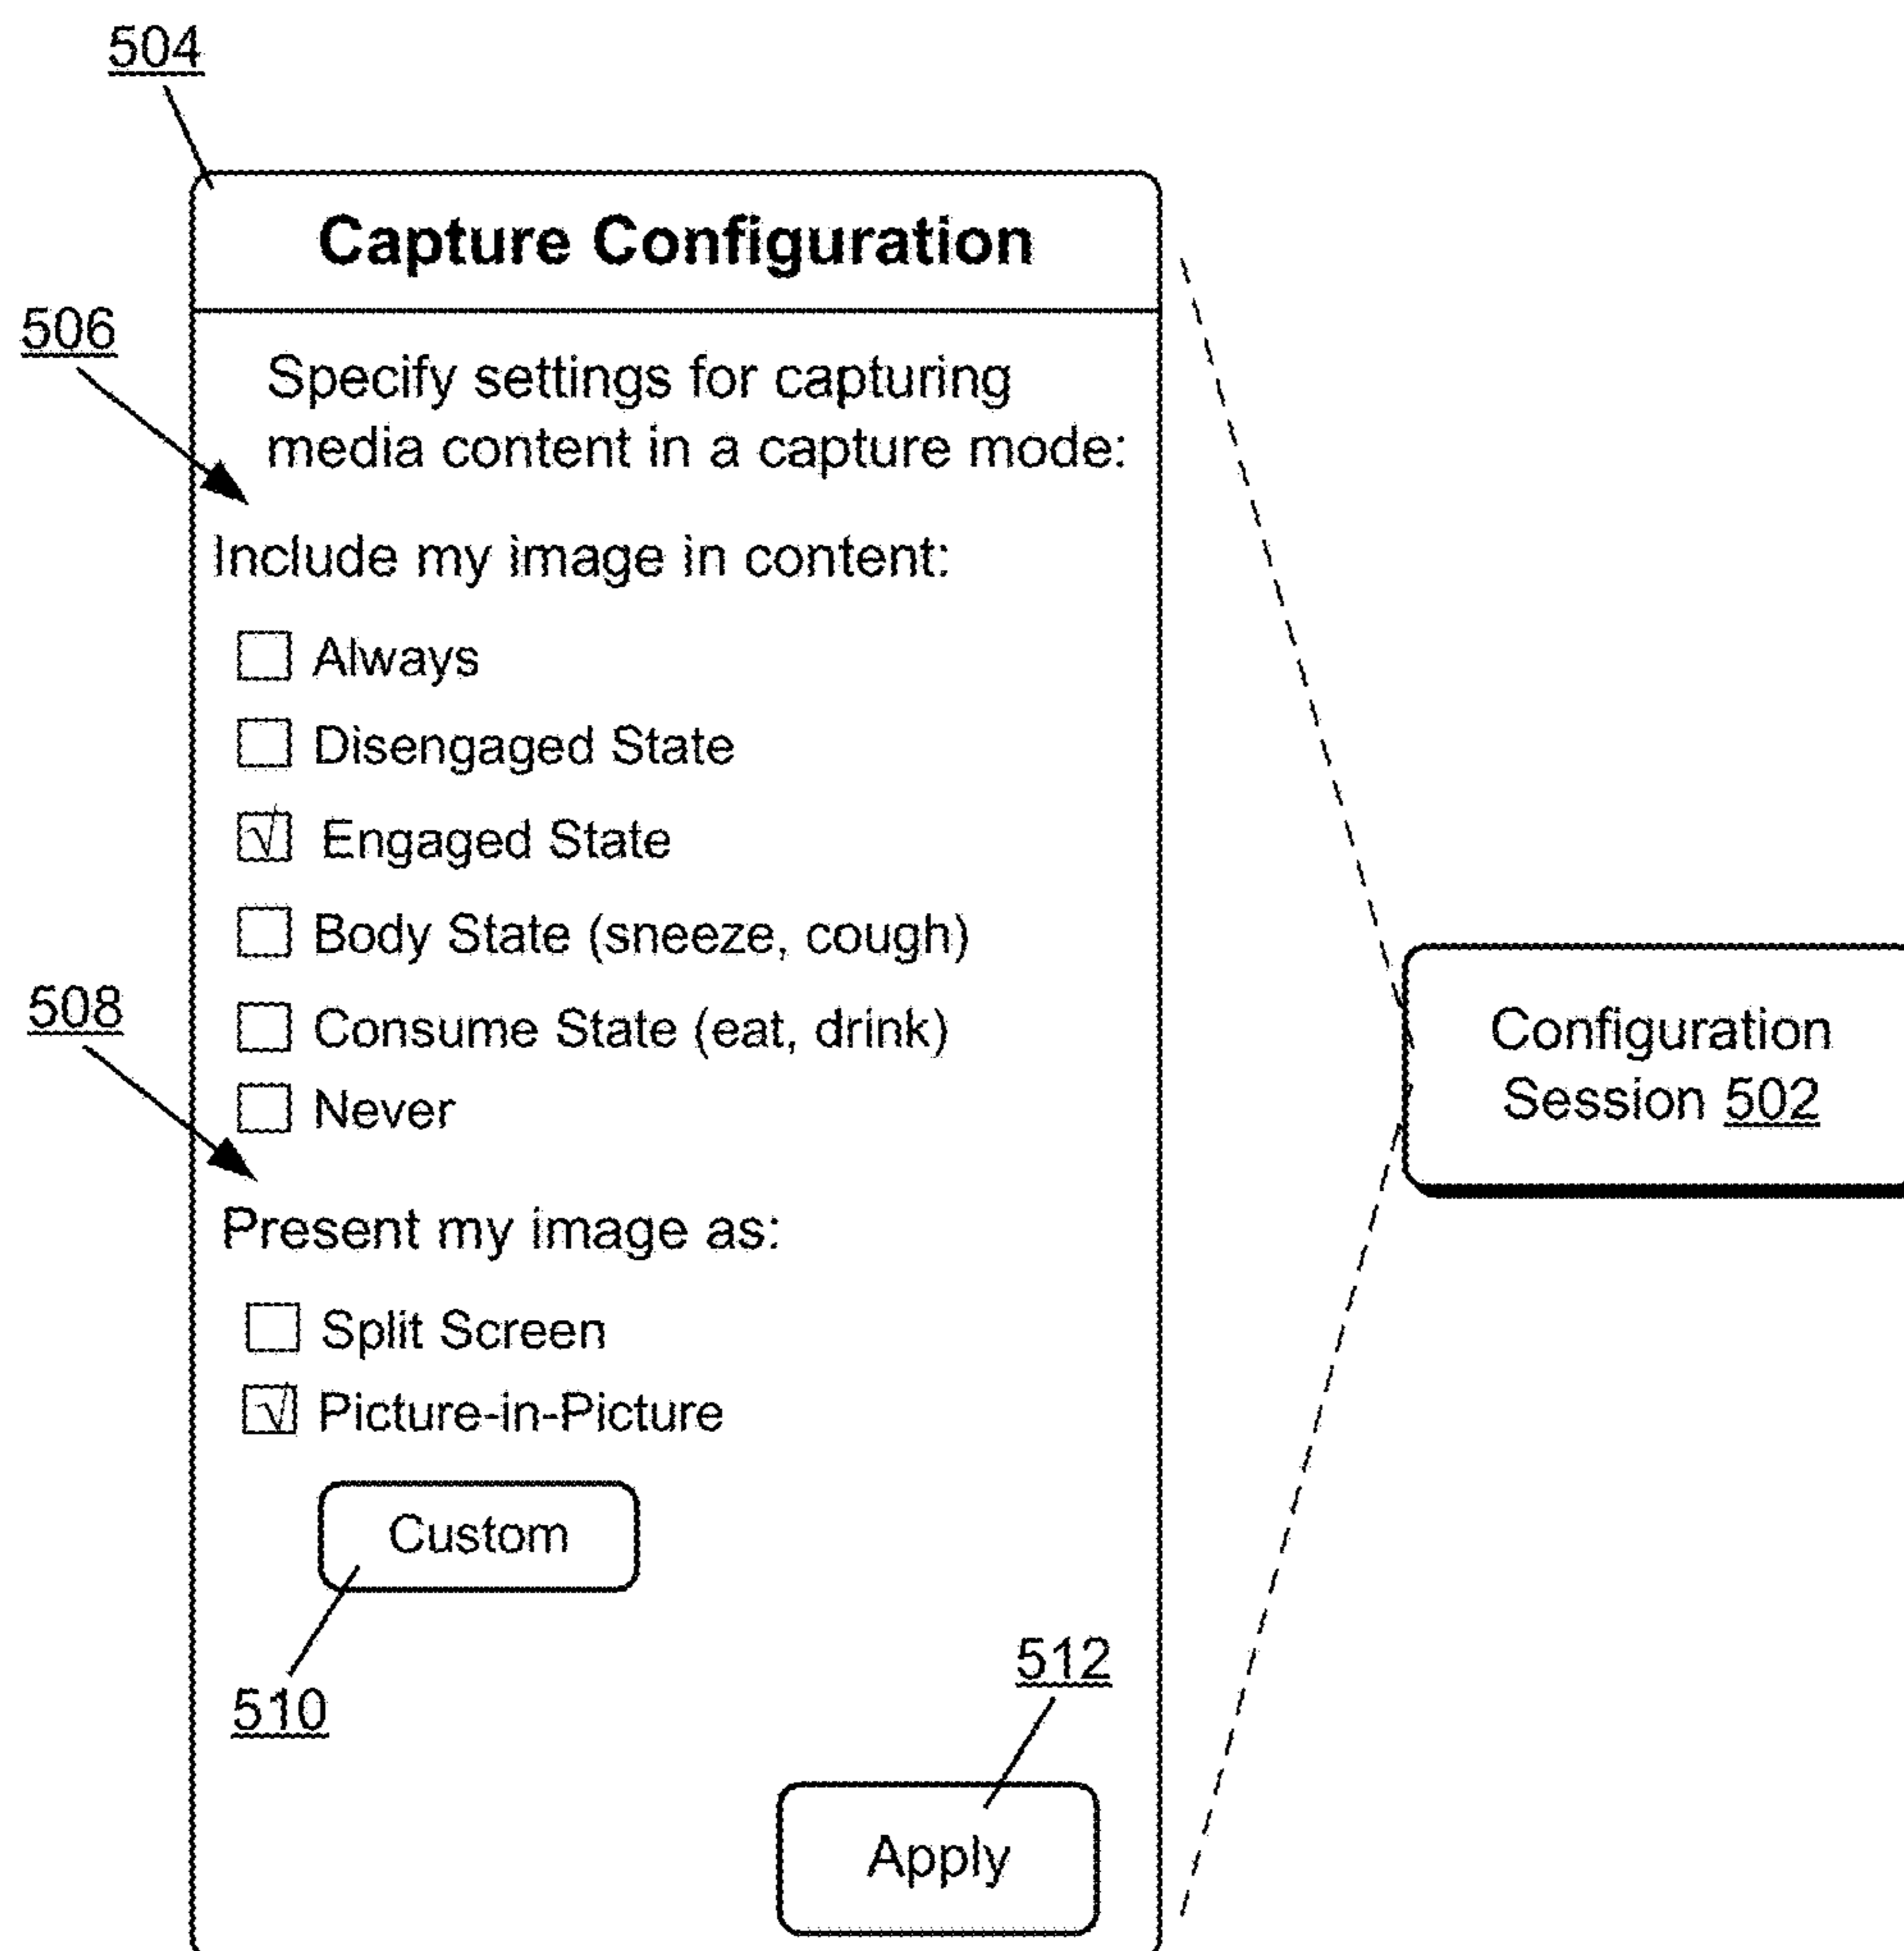 504
Capture Configuration
506
Specify settings for capturing
media content in a capture mode:
Include my image in content:
Always
Disengaged State
√ Engaged State
Body State (sneeze, cough)
Consume State (eat, drink)
Never
508
Present my image as:
Split Screen
√ Picture-in-Picture
Custom
510
512
Apply
Configuration
Session 502